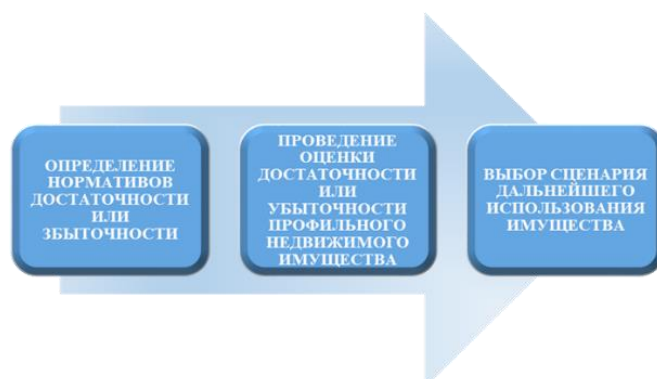 ОПРЕДЕЛЕНИЕ
НОРМАТИВОВ
ДОСТАТОЧНОСТИ
ИЛИ
ЗБЫТОЧНОСТИ
ПРОВЕДЕНИЕ
ОЦЕНКИ
ДОСТАТОЧНОСТИ
ИЛИ
УБЫТОЧНОСТИ
ПРОФИЛЬНОГО
НЕДВИЖИМОГО
ИМУЩЕСТВА
ВЫБОР СЦЕНАРИЯ
ДАЛЬНЕЙШЕГО
ИСПОЛЬЗОВАНИЯ
ИМУЩЕСТВА